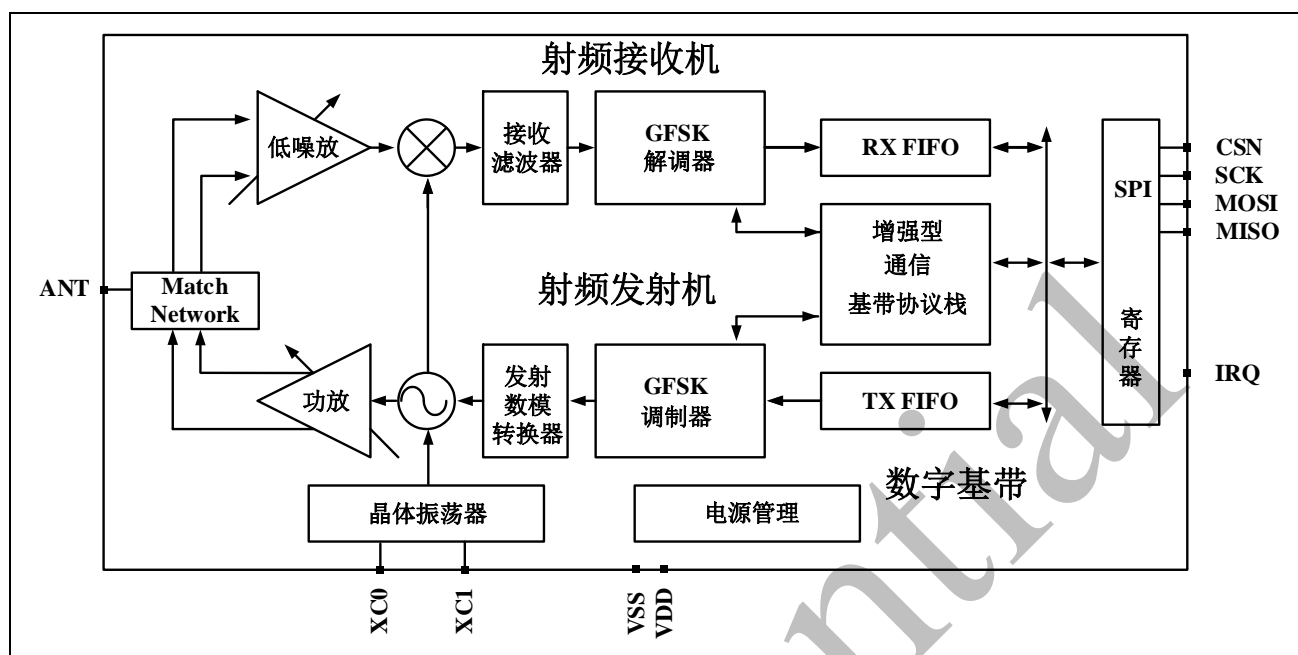 射频接收机
低噪放
接收
滤波器
GFSK
解调器
RX FIFO
SPI
CSN
SCK
MOSI
MISO
增强型
通信
基带协议栈
ANT
Match
Network
射频发射机
功放
发射
数模
转换器
GFSK
调制器
TX FIFO
寄
存
器
IRQ
数字基带
晶体振荡器
电源管理
XC0
XC1
VSS
VDD
ntial